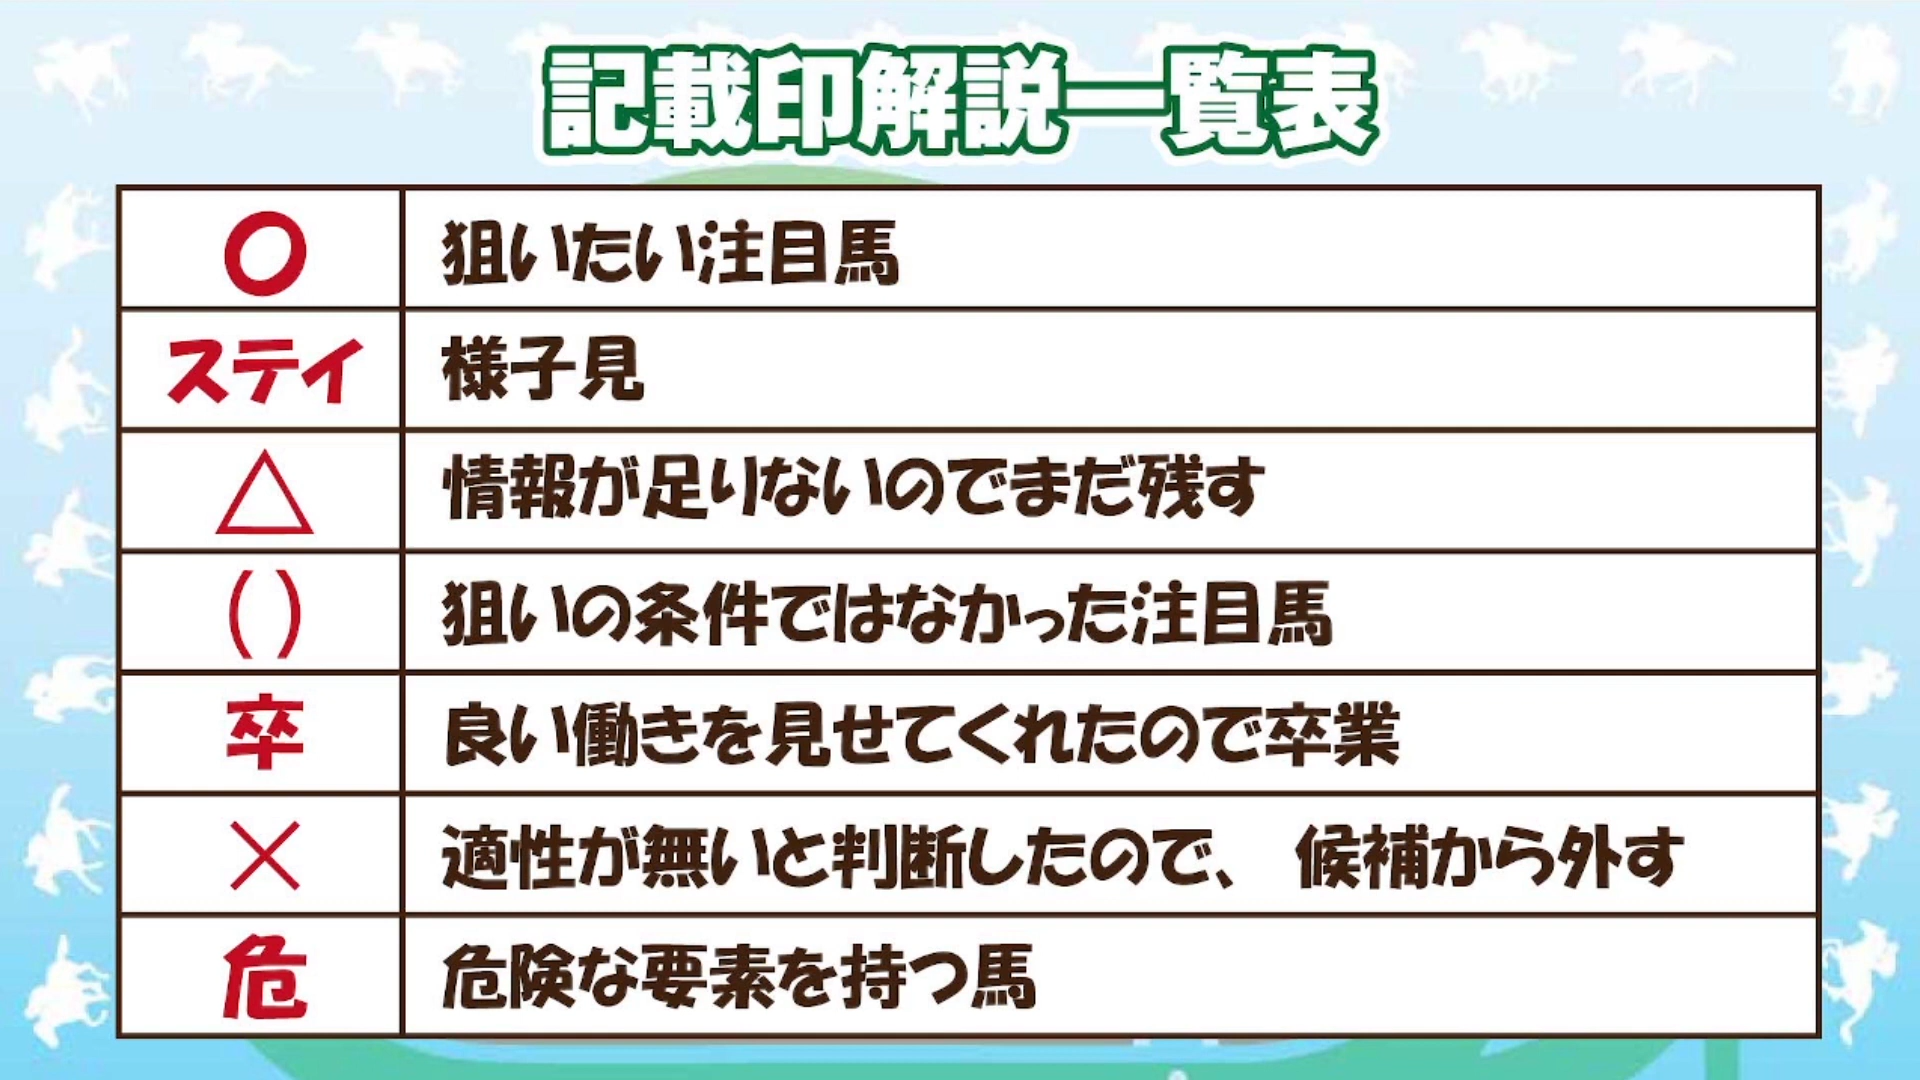 記載印解説一覧表
〇 狙いたい注目馬
ステイ 様子見
△ 情報が足りないのでまだ残す
( ) 狙いの条件ではなかった注目馬
卒 良い働きを見せてくれたので卒業
× 適性が無いと判断したので、 候補から外す
危 危険な要素を持つ馬